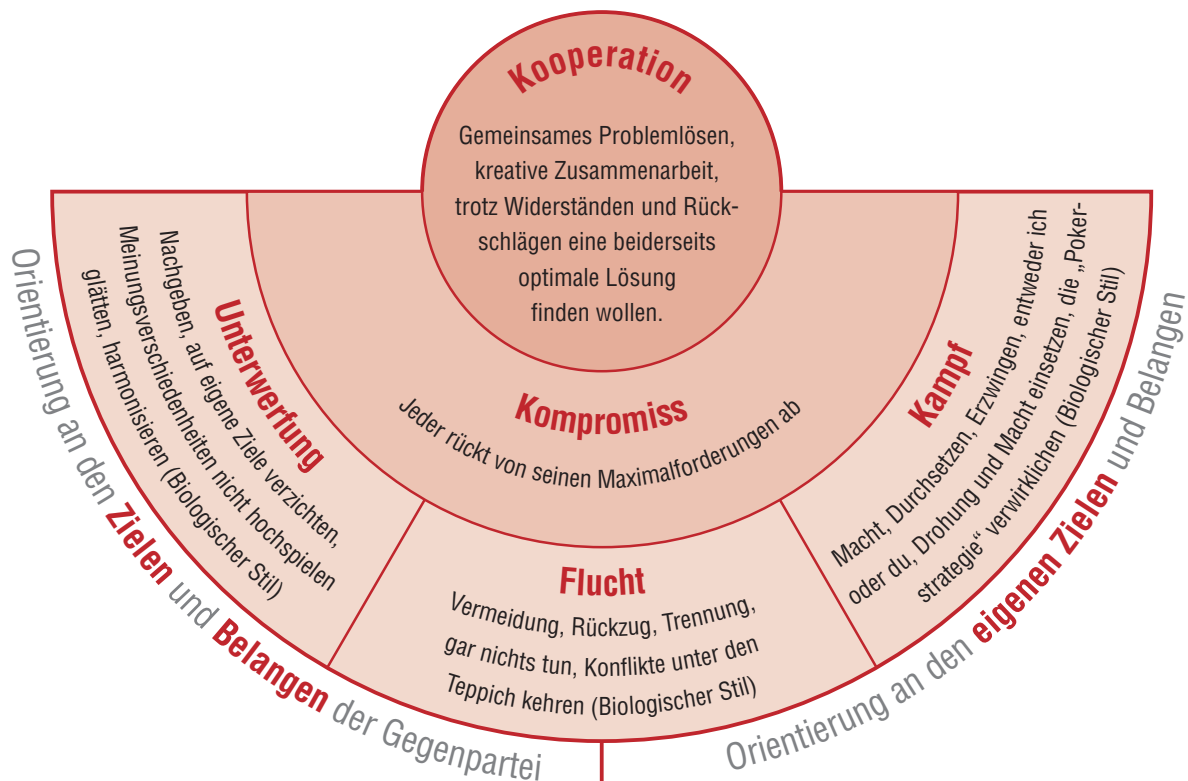 Kooperation
Gemeinsames Problemlösen,
kreative Zusammenarbeit,
trotz Widerständen und Rück-
schlägen eine beiderseits
optimale Lösung
finden wollen.
Kompromiss
Jeder rückt von seinen Maximalforderungen ab
Unterwerfung
Nachgeben, auf eigene Ziele verzichten,
Meinungsverschiedenheiten nicht hochspielen
glätten, harmonisieren (Biologischer Stil)
Flucht
Vermeidung, Rückzug, Trennung,
gar nichts tun, Konflikte unter den
Teppich kehren (Biologischer Stil)
Kampf
Macht, Durchsetzen, Erzwingen, entweder ich
oder du, Drohung und Macht einsetzen, die „Poker-
strategie“ verwirklichen (Biologischer Stil)
Orientierung an den Zielen und Belangen der Gegenpartei
Orientierung an den eigenen Zielen und Belangen